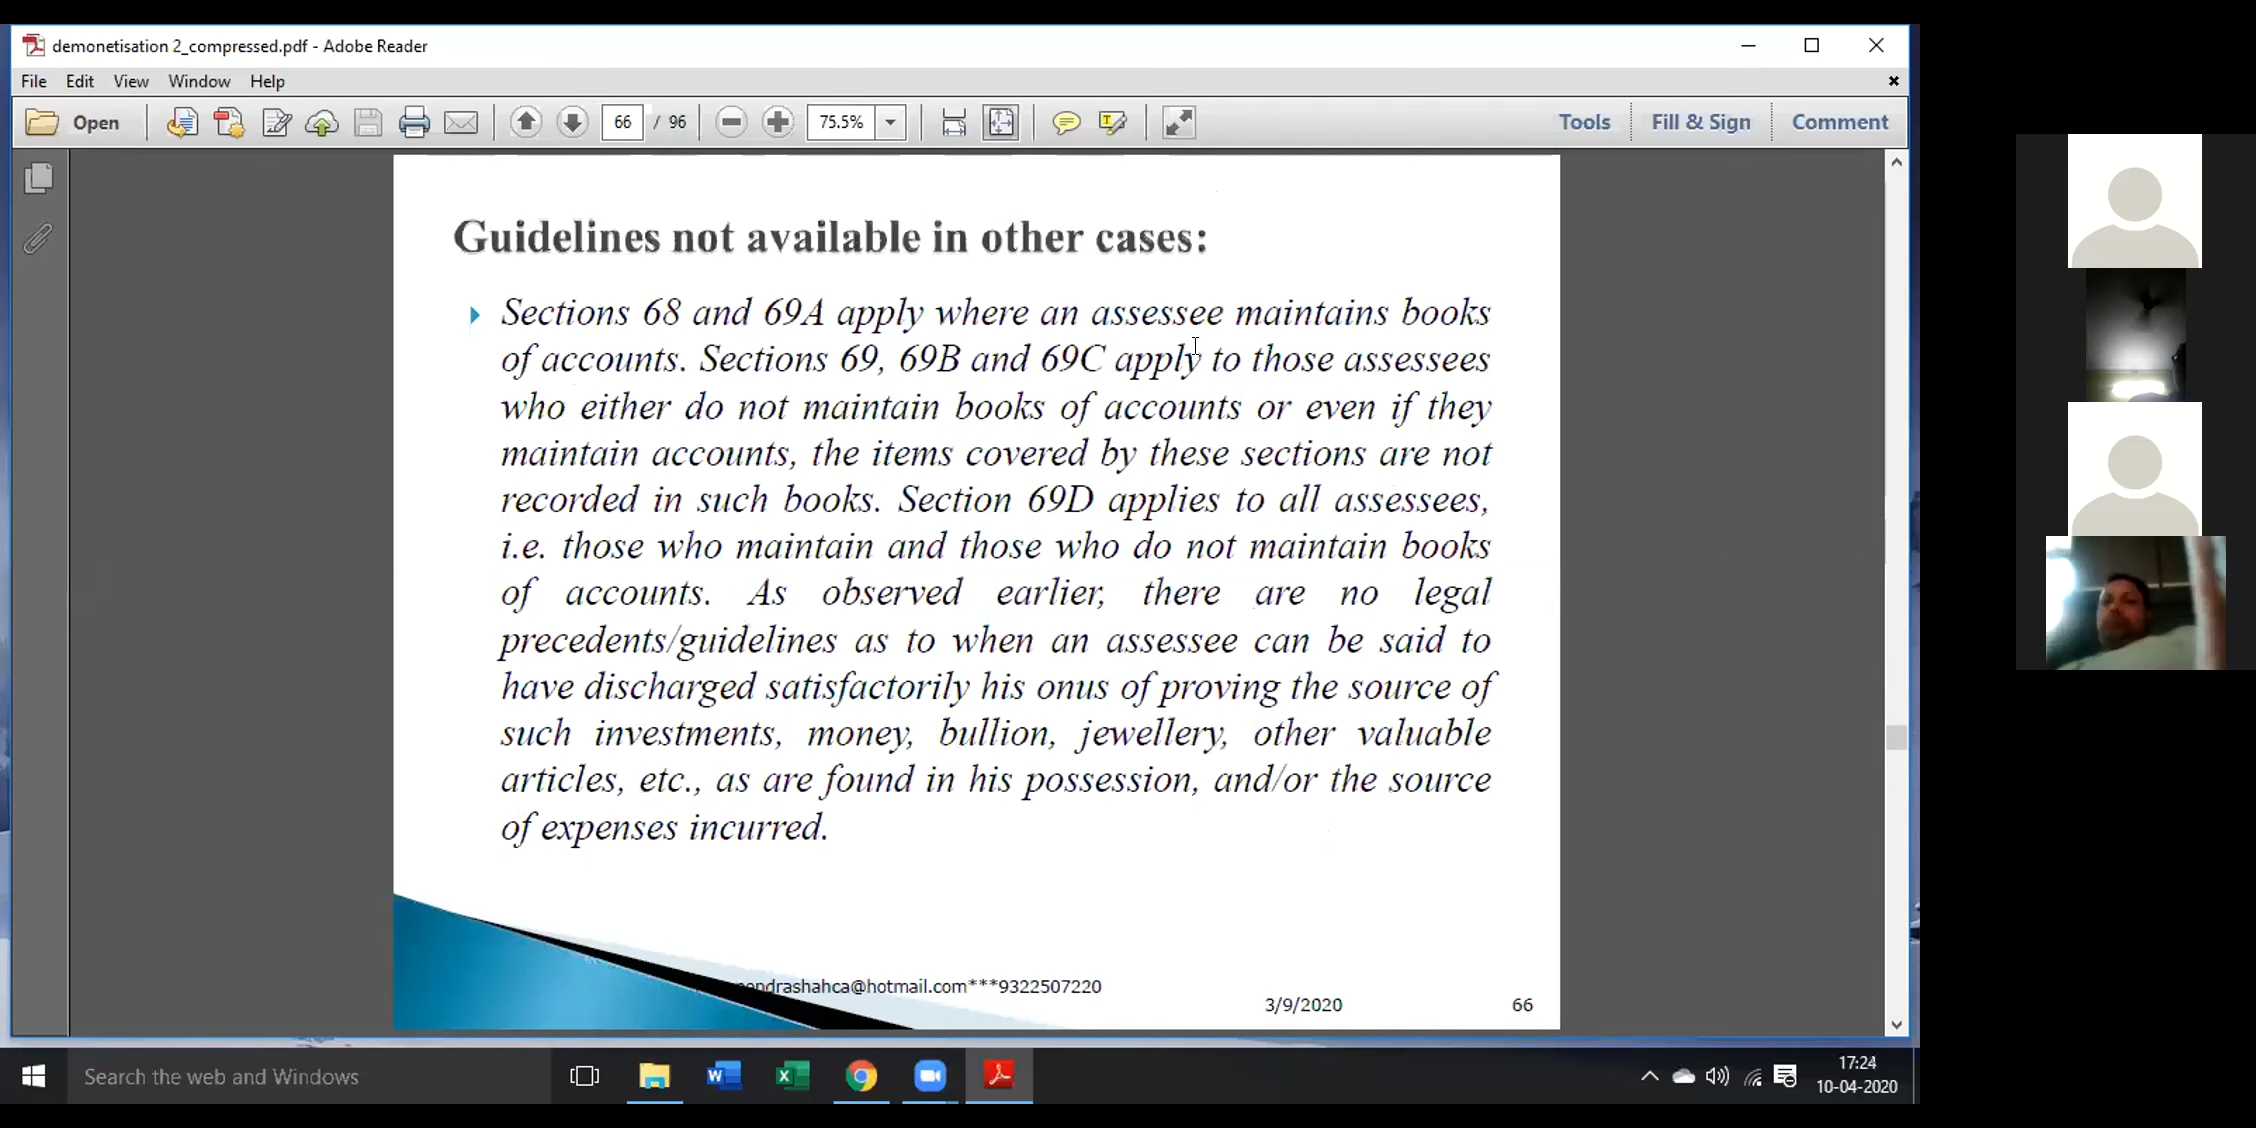 demonetisation 2_compressed.pdf - Adobe Reader
File Edit View Window Help
Open 66 / 96 75.5% Tools Fill & Sign Comment
Guidelines not available in other cases:
Sections 68 and 69A apply where an assessee maintains books
of accounts. Sections 69, 69B and 69C apply to those assessees
who either do not maintain books of accounts or even if they
maintain accounts, the items covered by these sections are not
recorded in such books. Section 69D applies to all assessees,
i.e. those who maintain and those who do not maintain books
of accounts. As observed earlier, there are no legal
precedents/guidelines as to when an assessee can be said to
have discharged satisfactorily his onus of proving the source of
such investments, money, bullion, jewellery, other valuable
articles, etc., as are found in his possession, and/or the source
of expenses incurred.
ndrashahca@hotmail.com***9322507220
3/9/2020 66
Search the web and Windows
17:24
10-04-2020